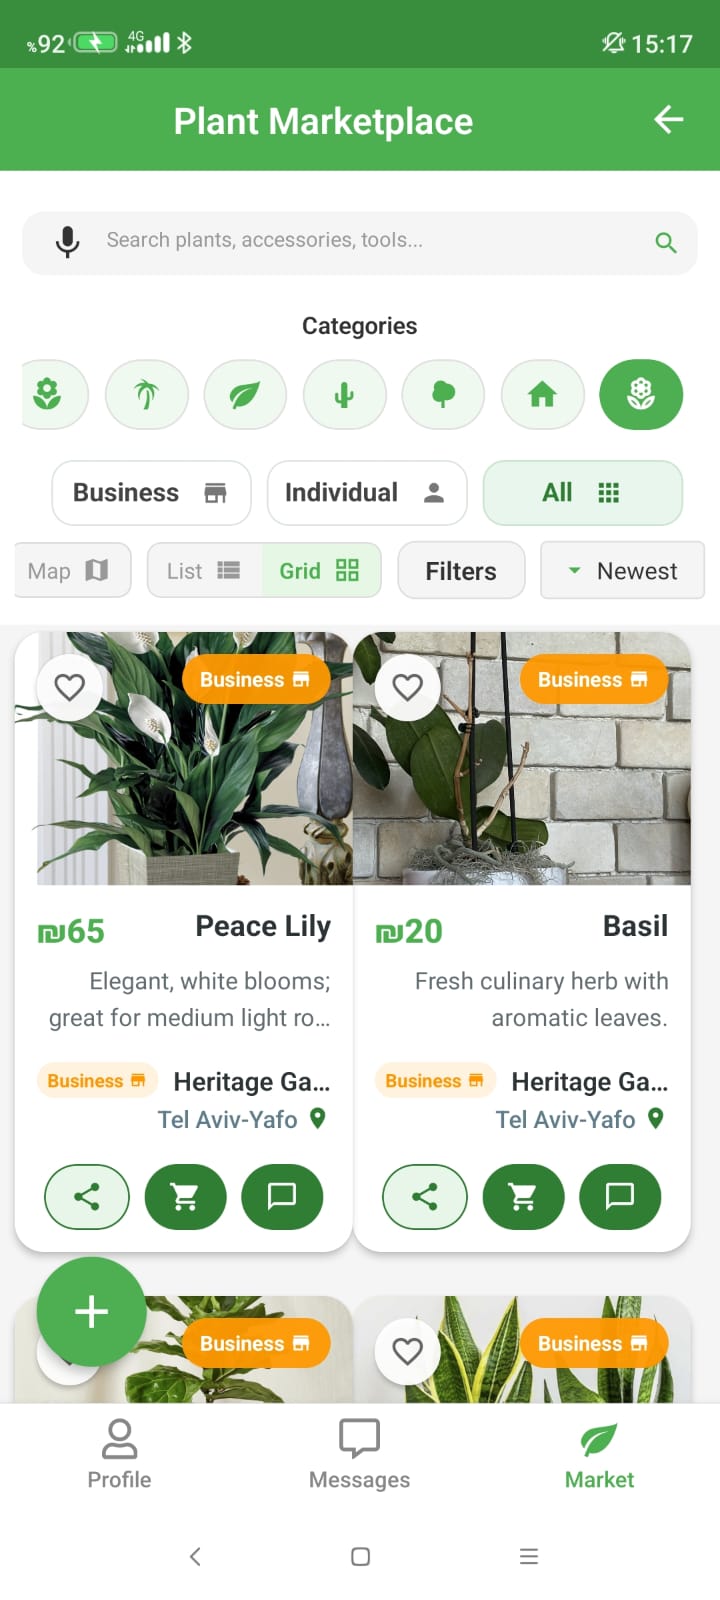 %92 4G 15:17
Plant Marketplace
Search plants, accessories, tools...
Categories
Business Individual All
Map List Grid Filters Newest
Business Business
₪65 Peace Lily ₪20 Basil
Elegant, white blooms; Fresh culinary herb with
great for medium light ro... aromatic leaves.
Business Heritage Ga... Business Heritage Ga...
Tel Aviv-Yafo Tel Aviv-Yafo
Business Business
Profile Messages Market